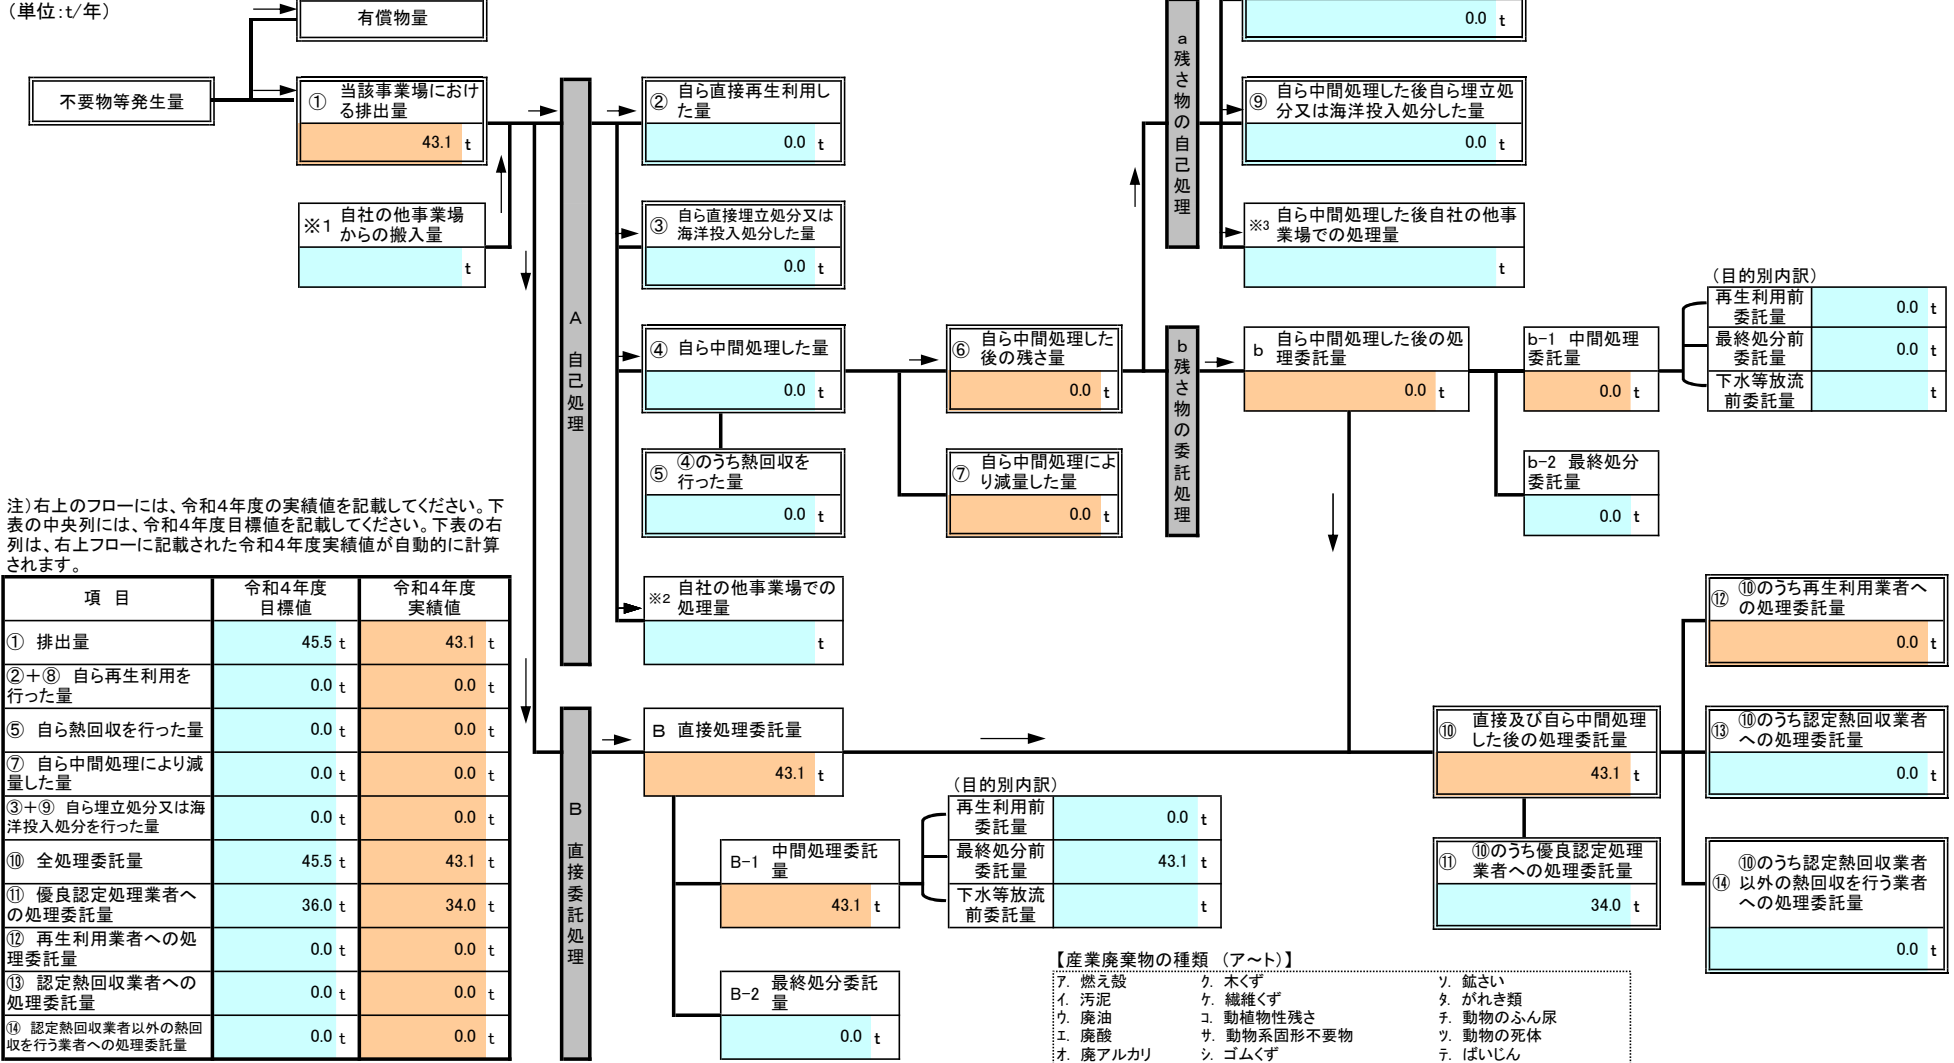 (単位:t/年)
有償物量
不要物等発生量
①
当該事業場におけ
る排出量
43.1 t
※1
自社の他事業場
からの搬入量
t
A 自己処理
②
自ら直接再生利用し
た量
0.0 t
③
自ら直接埋立処分又は
海洋投入処分した量
0.0 t
④ 自ら中間処理した量
0.0 t
⑤
④のうち熱回収を
行った量
0.0 t
※2
自社の他事業場での
処理量
t
⑥
自ら中間処理した
後の残さ量
0.0 t
⑦
自ら中間処理によ
り減量した量
0.0 t
a 残さ物の自己処理
0.0 t
⑨
自ら中間処理した後自ら埋立処
分又は海洋投入処分した量
0.0 t
※3
自ら中間処理した後自社の他事
業場での処理量
t
b 残さ物の委託処理
b
自ら中間処理した後の処
理委託量
0.0 t
b-1 中間処理
委託量
0.0 t
b-2 最終処分
委託量
0.0 t
(目的別内訳)
再生利用前
委託量
0.0 t
最終処分前
委託量
0.0 t
下水等放流
前委託量
t
注)右上のフローには、令和4年度の実績値を記載してください。下
表の中央列には、令和4年度目標値を記載してください。下表の右
列は、右上フローに記載された令和4年度実績値が自動的に計算
されます。
項 目
令和4年度
目標値
令和4年度
実績値
① 排出量 45.5 t 43.1 t
②+⑧ 自ら再生利用を
行った量
0.0 t 0.0 t
⑤ 自ら熱回収を行った量 0.0 t 0.0 t
⑦ 自ら中間処理により減
量した量
0.0 t 0.0 t
③+⑨ 自ら埋立処分又は海
洋投入処分を行った量
0.0 t 0.0 t
⑩ 全処理委託量 45.5 t 43.1 t
⑪ 優良認定処理業者へ
の処理委託量
36.0 t 34.0 t
⑫ 再生利用業者への処
理委託量
0.0 t 0.0 t
⑬ 認定熱回収業者への
処理委託量
0.0 t 0.0 t
⑭ 認定熱回収業者以外の熱回
収を行う業者への処理委託量
0.0 t 0.0 t
B 直接委託処理
B 直接処理委託量
43.1 t
B-1
中間処理委託
量
43.1 t
B-2
最終処分委託
量
0.0 t
(目的別内訳)
再生利用前
委託量
0.0 t
最終処分前
委託量
43.1 t
下水等放流
前委託量
t
⑩
直接及び自ら中間処理
した後の処理委託量
43.1 t
⑪
⑩のうち優良認定処理
業者への処理委託量
34.0 t
⑫
⑩のうち再生利用業者へ
の処理委託量
0.0 t
⑬
⑩のうち認定熱回収業者
への処理委託量
0.0 t
⑭
⑩のうち認定熱回収業者
以外の熱回収を行う業者
への処理委託量
0.0 t
【産業廃棄物の種類 (ア~ト)】
ア. 燃え殻 ク. 木くず ソ. 鉱さい
イ. 汚泥 ケ. 繊維くず タ. がれき類
ウ. 廃油 コ. 動植物性残さ チ. 動物のふん尿
エ. 廃酸 サ. 動物系固形不要物 ツ. 動物の死体
オ. 廃アルカリ シ. ゴムくず テ. ばいじん